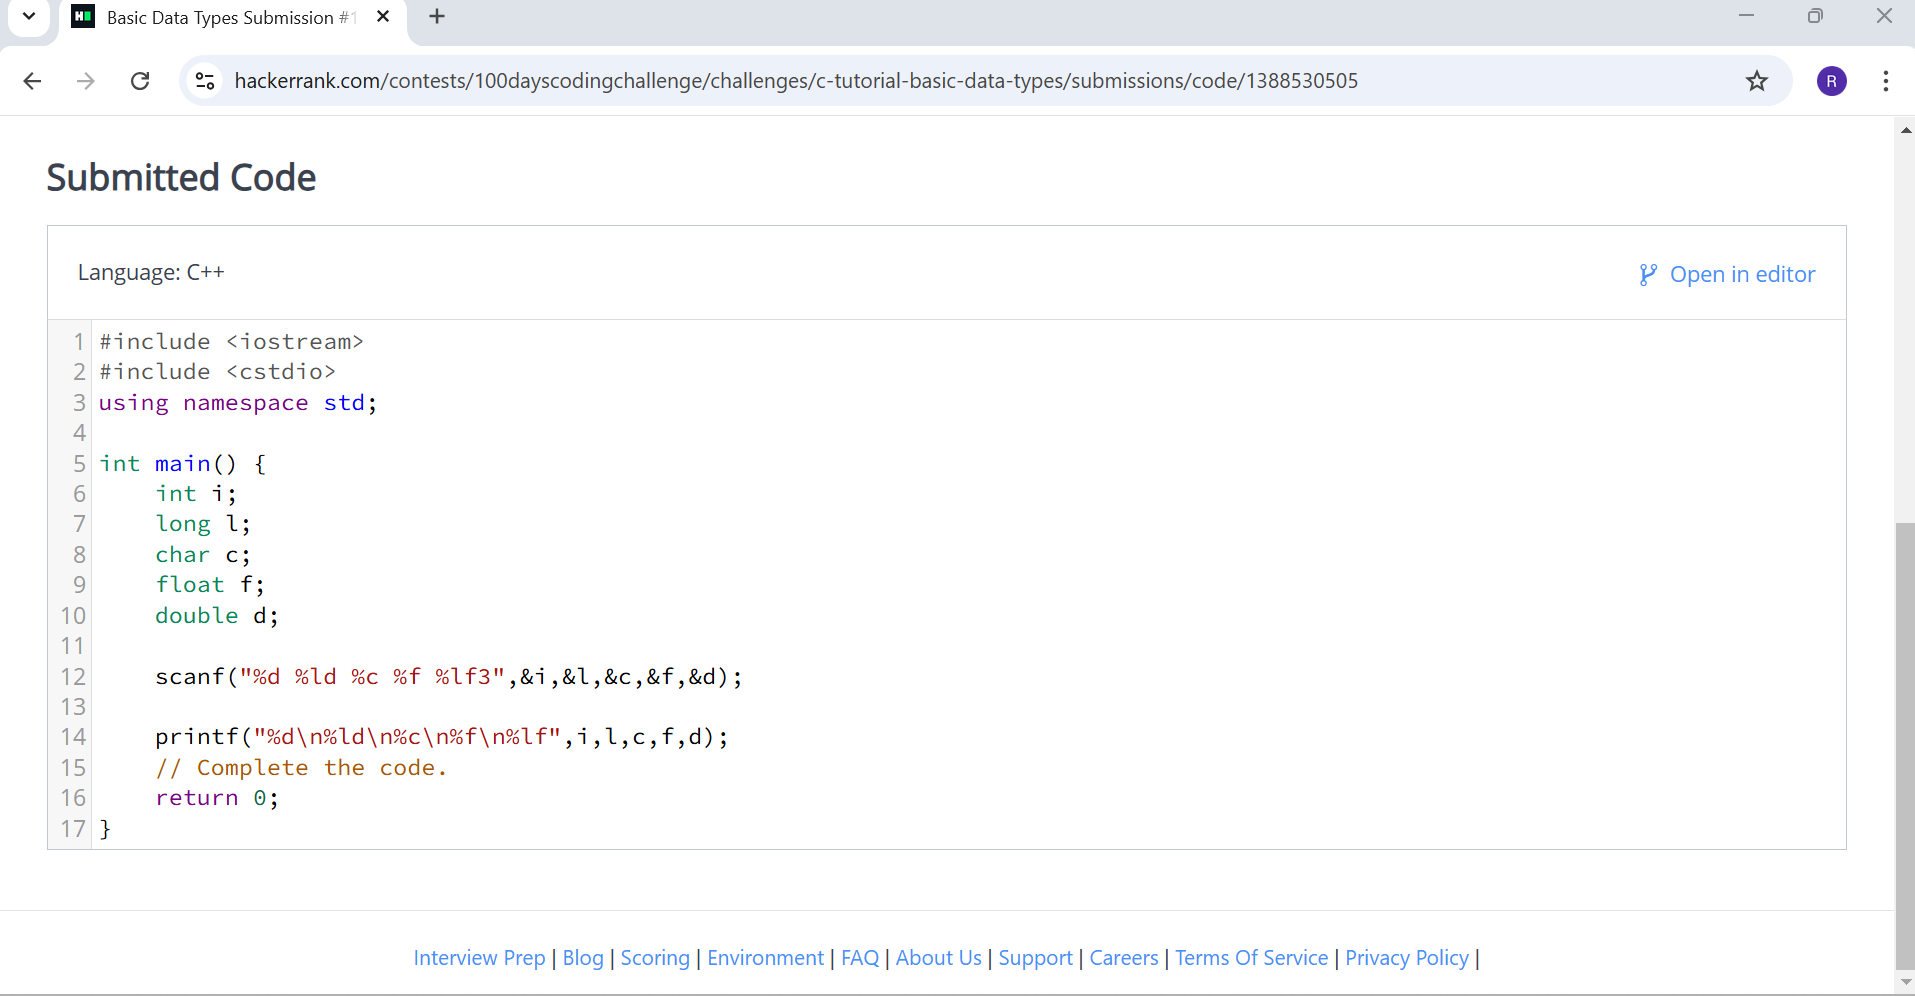 Basic Data Types Submission #1
hackerrank.com/contests/100dayscodingchallenge/challenges/c-tutorial-basic-data-types/submissions/code/1388530505
R
Submitted Code
Language: C++
Open in editor
1 #include <iostream>
2 #include <cstdio>
3 using namespace std;
4
5 int main() {
6     int i;
7     long l;
8     char c;
9     float f;
10     double d;
11
12     scanf("%d %ld %c %f %lf3",&i,&l,&c,&f,&d);
13
14     printf("%d\n%ld\n%c\n%f\n%lf",i,l,c,f,d);
15     // Complete the code.
16     return 0;
17 }
Interview Prep | Blog | Scoring | Environment | FAQ | About Us | Support | Careers | Terms Of Service | Privacy Policy |